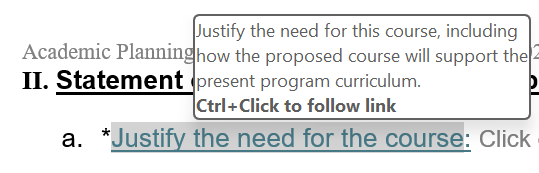 Justify the need for this course, including
Academic Planning how the proposed course will support the
present program curriculum.
II. Statement
Ctrl+Click to follow link
a. *Justify the need for the course: Click